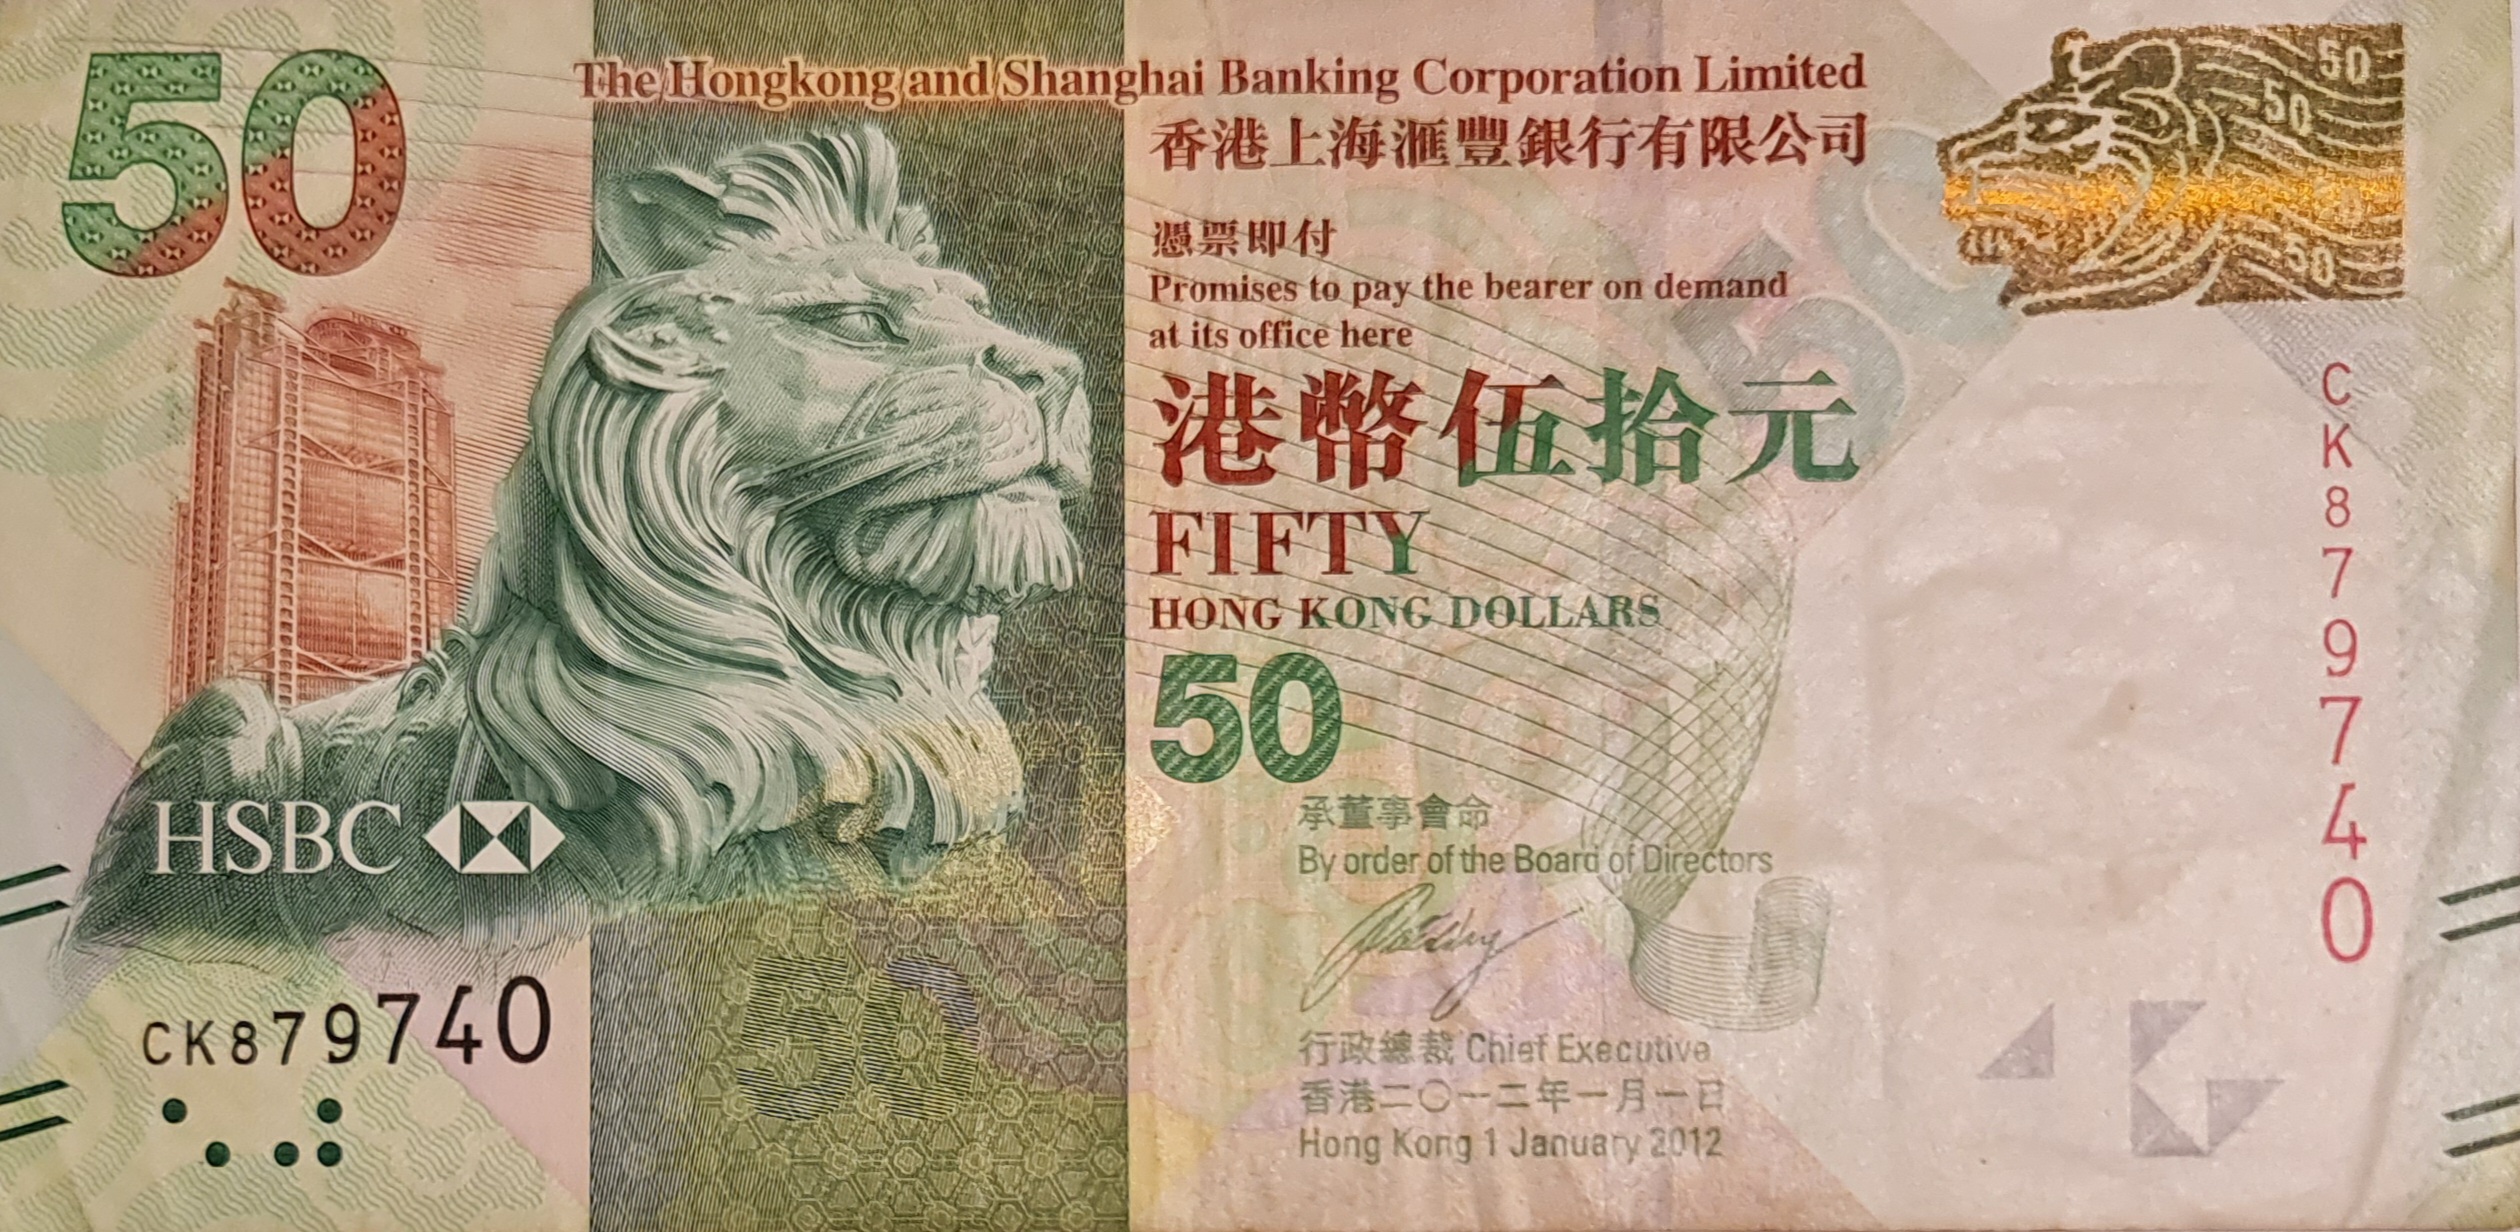 50
The Hongkong and Shanghai Banking Corporation Limited
香港上海滙豐銀行有限公司
憑票即付
Promises to pay the bearer on demand
at its office here
港幣伍拾元
FIFTY
HONG KONG DOLLARS
50
承董事會命
By order of the Board of Directors
行政總裁 Chief Executive
香港二〇一二年一月一日
Hong Kong 1 January 2012
HSBC
CK879740
50
50
50
50
50
CK879740